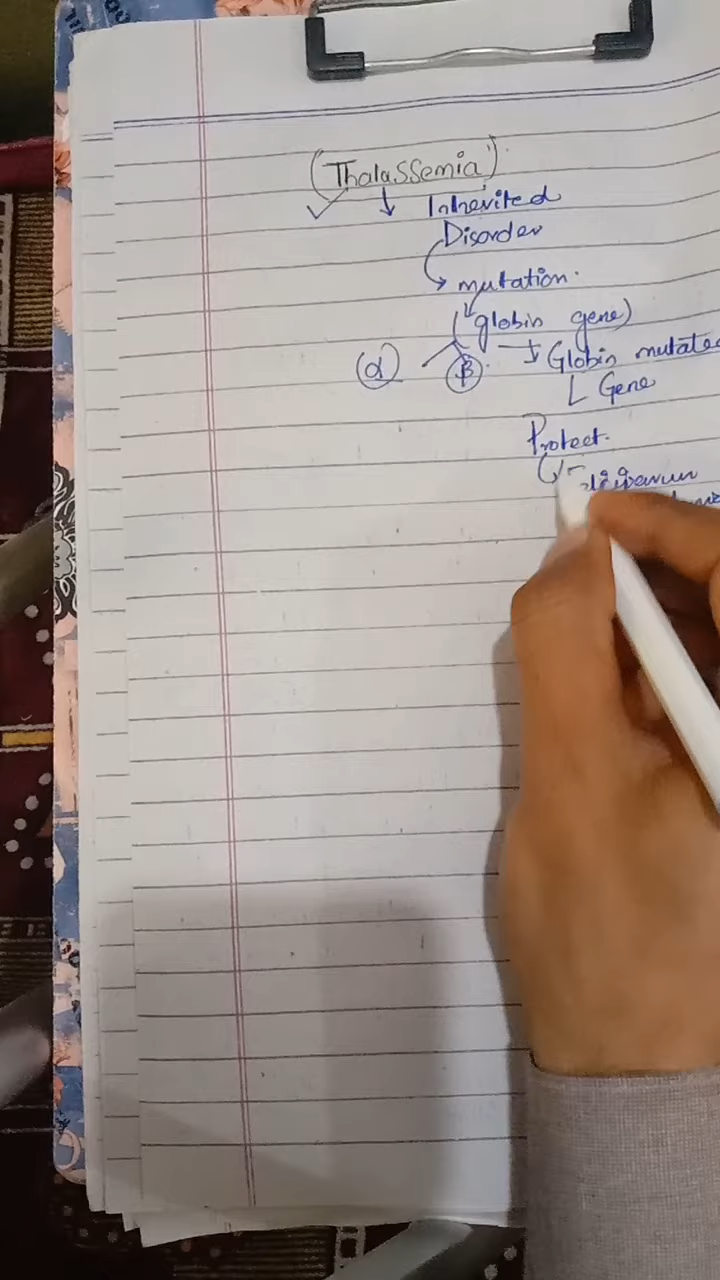 (Thalassemia)
↓ Inherited
Disorder
→ mutation.
(globin gene)
α β → Globin mutated
Gene
Protect.